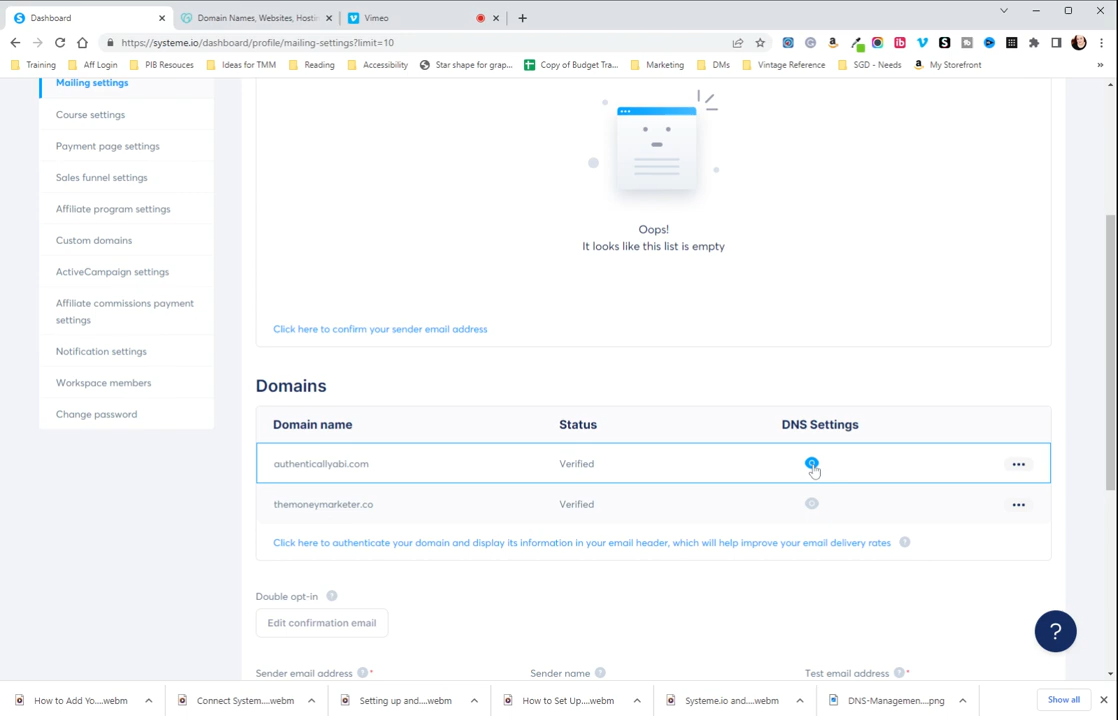 Dashboard
Domain Names, Websites, Hostin
Vimeo
https://systeme.io/dashboard/profile/mailing-settings?limit=10
Training
Aff Login
PIB Resouces
Ideas for TMM
Reading
Accessibility
Star shape for grap...
Copy of Budget Tra...
Marketing
DMs
Vintage Reference
SGD - Needs
My Storefront
»
Mailing settings
Course settings
Payment page settings
Sales funnel settings
Affiliate program settings
Custom domains
ActiveCampaign settings
Affiliate commissions payment
settings
Notification settings
Workspace members
Change password
Oops!
It looks like this list is empty
Click here to confirm your sender email address
Domains
Domain name Status DNS Settings
authenticallyabi.com Verified
themoneymarketer.co Verified
Click here to authenticate your domain and display its information in your email header, which will help improve your email delivery rates ?
Double opt-in ?
Edit confirmation email
?
Sender email address ? * Sender name ? Test email address ? *
How to Add Yo....webm
Connect System....webm
Setting up and....webm
How to Set Up....webm
Systeme.io and....webm
DNS-Managemen....png
Show all